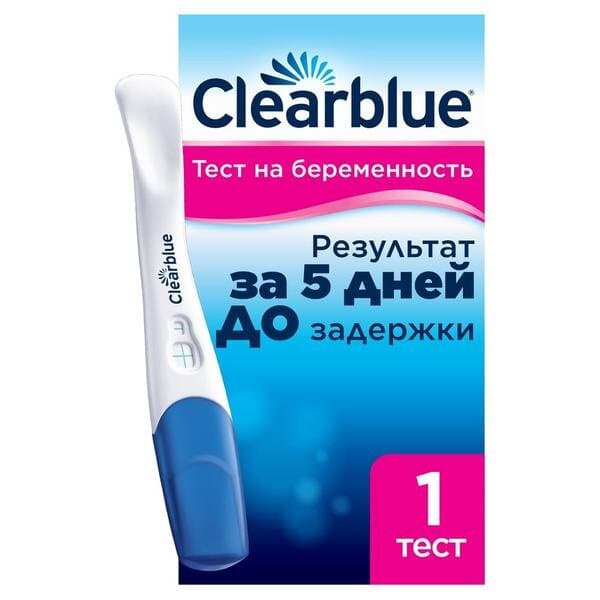 Clearblue
Тест на беременность
Результат
за 5 дней
ДО задержки
1
тест
Clearblue